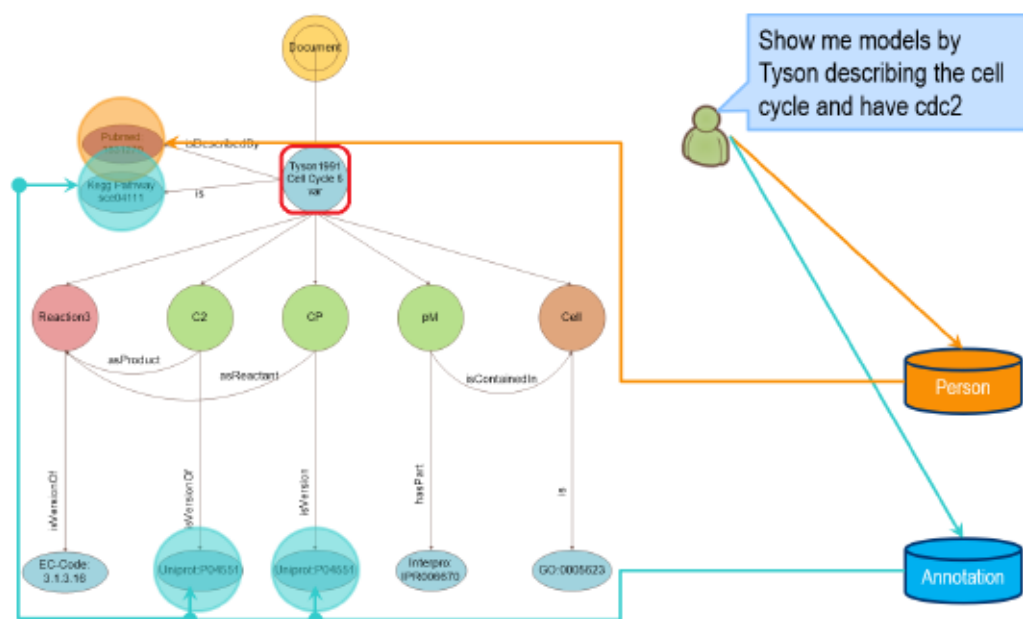 Show me models by
Tyson describing the cell
cycle and have cdc2
Document
Pubmed:
isDescribedBy
Tyson1991
Cell Cycle 6
var
Kegg Pathway
sce04111
is
Reaction3
C2
CP
pM
Cell
asProduct
asReactant
isContainedIn
Person
isVersionOf
isVersionOf
isVersion
hasPart
is
EC-Code:
3.1.3.16
Uniprot:P04551
Uniprot:P04551
Interpro:
IPR006670
GO:0005623
Annotation